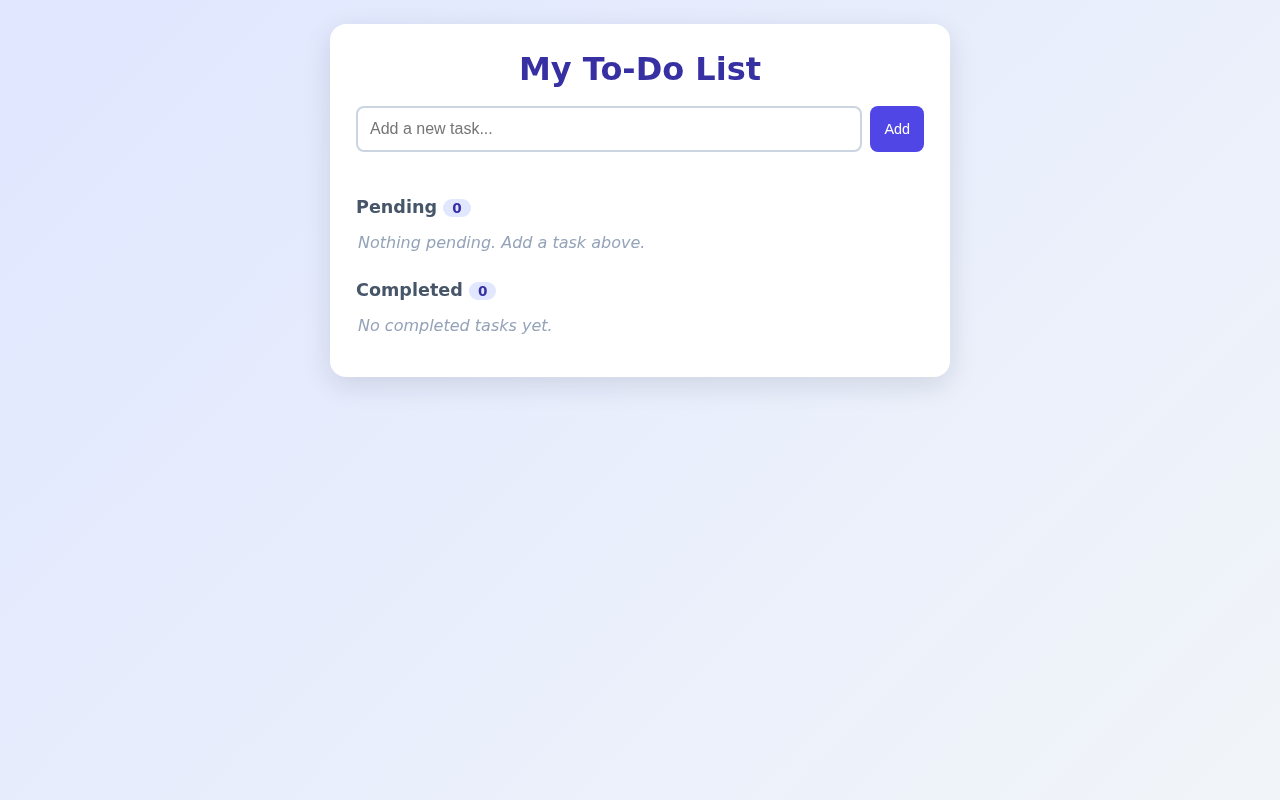 My To-Do List
Add a new task...
Add
Pending 0
Nothing pending. Add a task above.
Completed 0
No completed tasks yet.